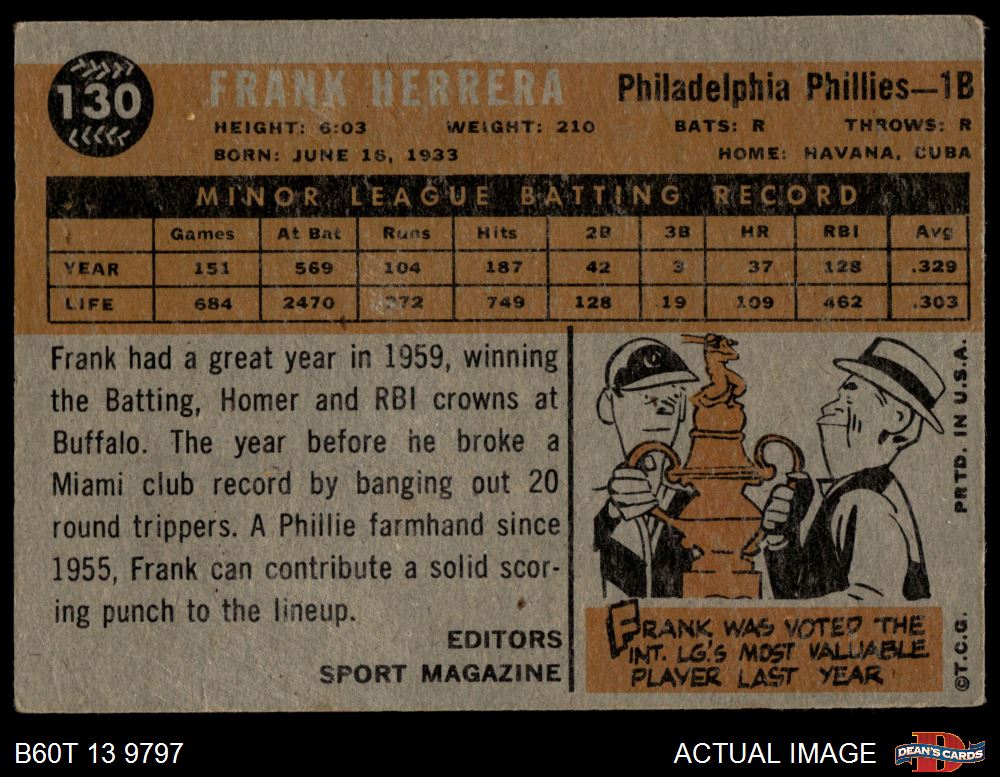 130
FRANK HERRERA
Philadelphia Phillies—1B
HEIGHT: 6:03 WEIGHT: 210 BATS: R THROWS: R
BORN: JUNE 16, 1933 HOME: HAVANA, CUBA
MINOR LEAGUE BATTING RECORD
Games At Bat Runs Hits 2B 3B HR RBI Avg
YEAR 151 569 104 187 42 3 37 128 .329
LIFE 684 2470 372 749 128 19 109 462 .303
Frank had a great year in 1959, winning
the Batting, Homer and RBI crowns at
Buffalo. The year before he broke a
Miami club record by banging out 20
round trippers. A Phillie farmhand since
1955, Frank can contribute a solid scor-
ing punch to the lineup.
EDITORS
SPORT MAGAZINE
FRANK WAS VOTED THE
INT. LG.'S MOST VALUABLE
PLAYER LAST YEAR
©T.C.G. PRTD. IN U.S.A.
B60T 13 9797
ACTUAL IMAGE
DEAN'S CARDS